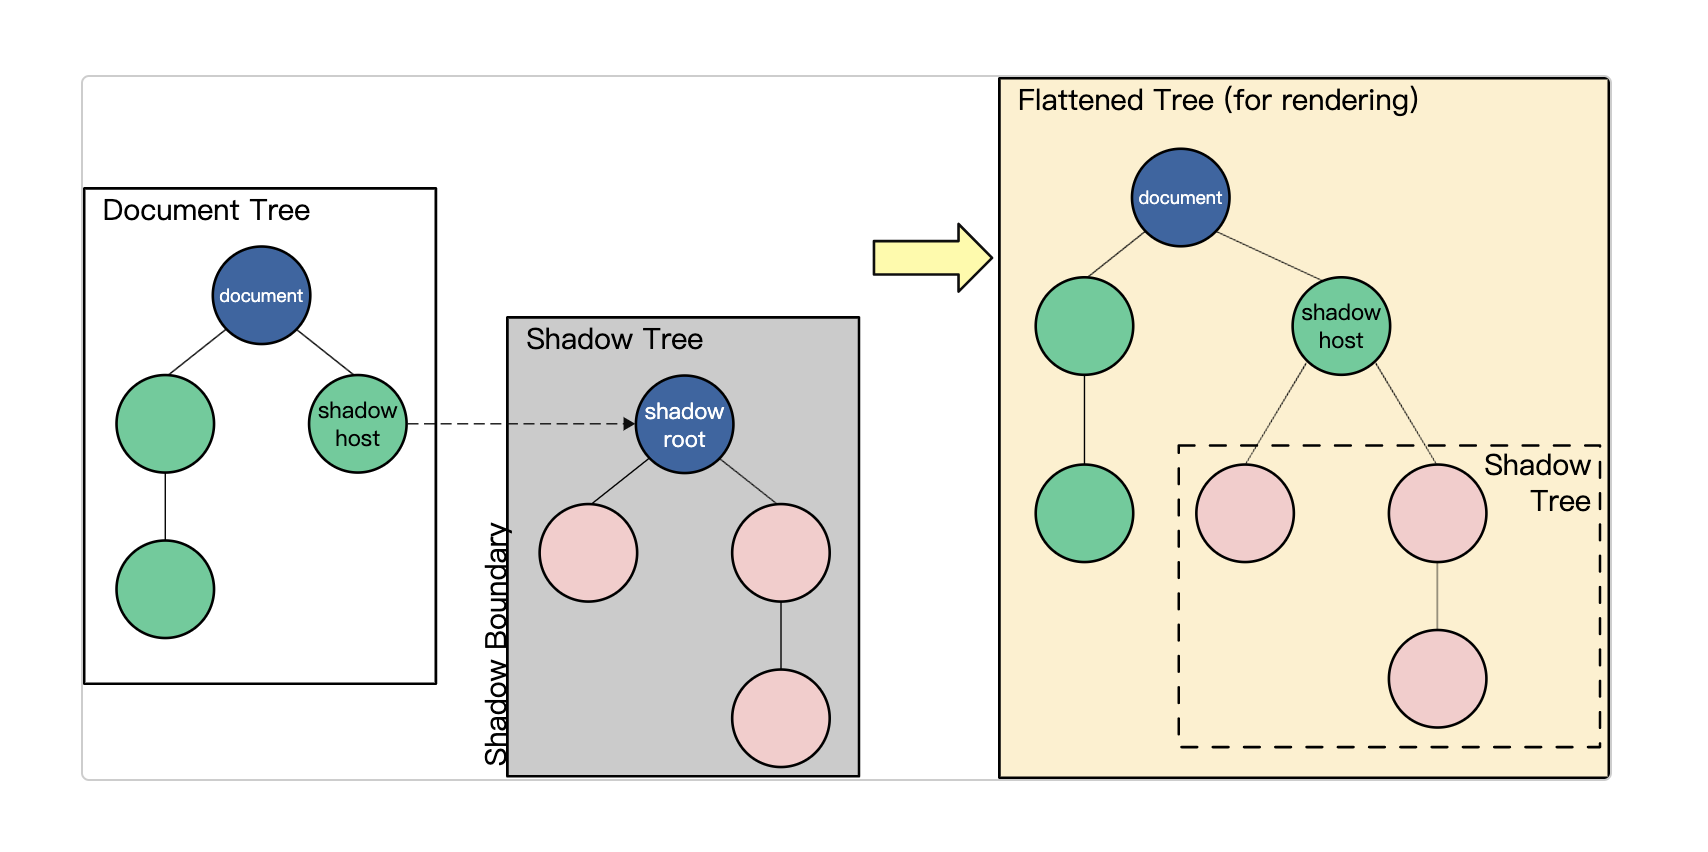 Document Tree
document
shadow
host
Shadow Tree
shadow
root
Shadow Boundary
Flattened Tree (for rendering)
document
shadow
host
Shadow
Tree